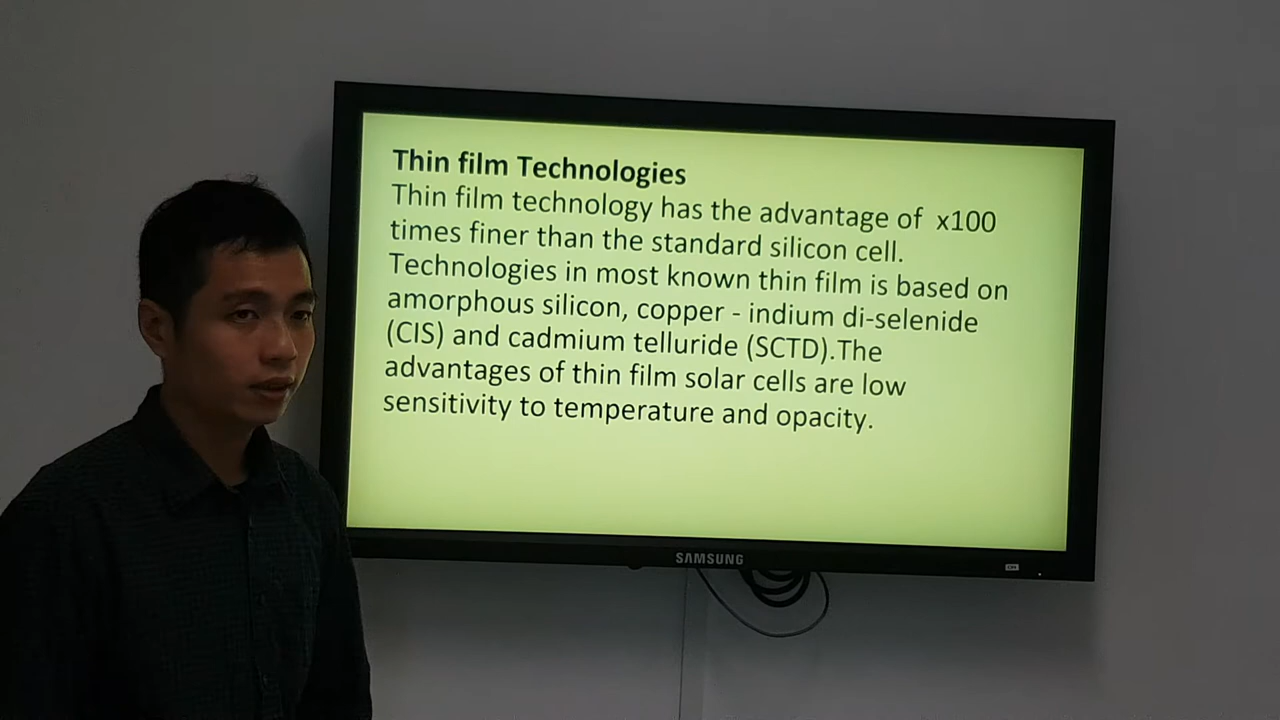 Thin film Technologies
Thin film technology has the advantage of x100
times finer than the standard silicon cell.
Technologies in most known thin film is based on
amorphous silicon, copper - indium di-selenide
(CIS) and cadmium telluride (SCTD).The
advantages of thin film solar cells are low
sensitivity to temperature and opacity.
SAMSUNG